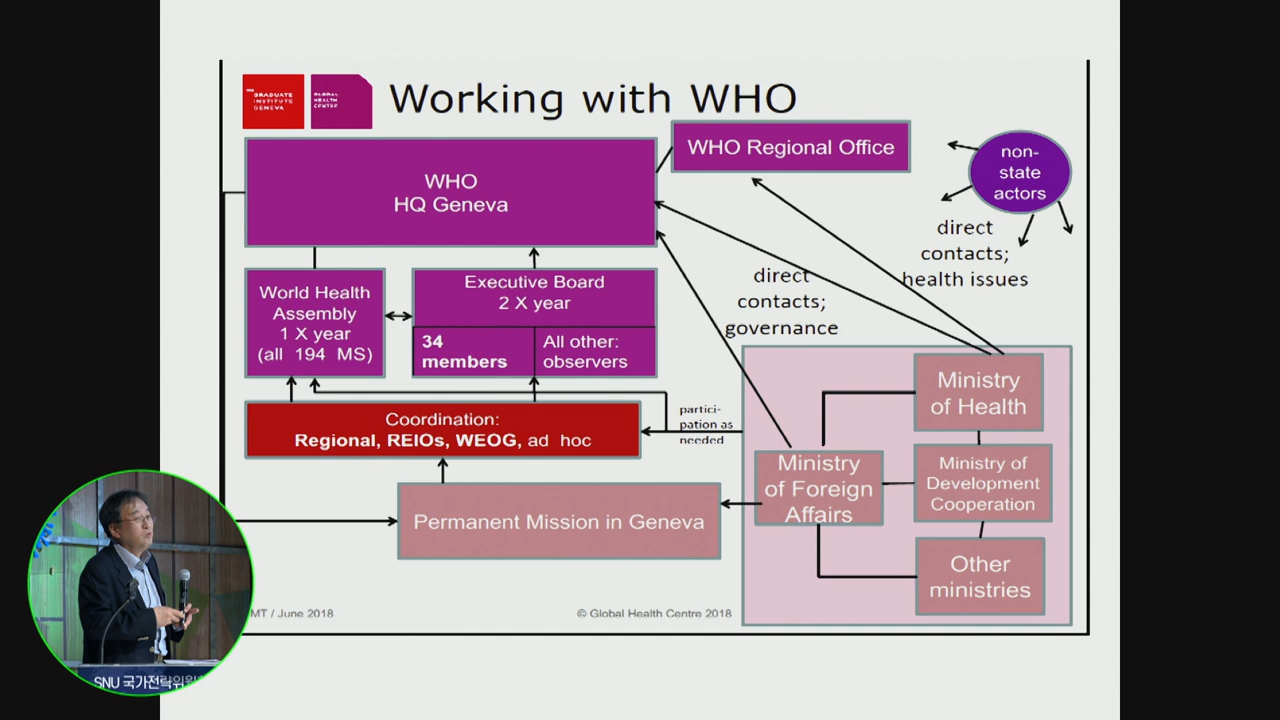 THE
GRADUATE
INSTITUTE
GENEVA
GLOBAL
HEALTH
CENTRE
Working with WHO
WHO Regional Office
WHO
HQ Geneva
non-
state
actors
direct
contacts;
health issues
World Health
Assembly
1 X year
(all 194 MS)
Executive Board
2 X year
34
members
All other:
observers
direct
contacts;
governance
Coordination:
Regional, REIOs, WEOG, ad hoc
partici-
pation as
needed
Ministry
of Health
Ministry
of Foreign
Affairs
Ministry of
Development
Cooperation
Permanent Mission in Geneva
Other
ministries
MT / June 2018
© Global Health Centre 2018
SNU 국가전략위원